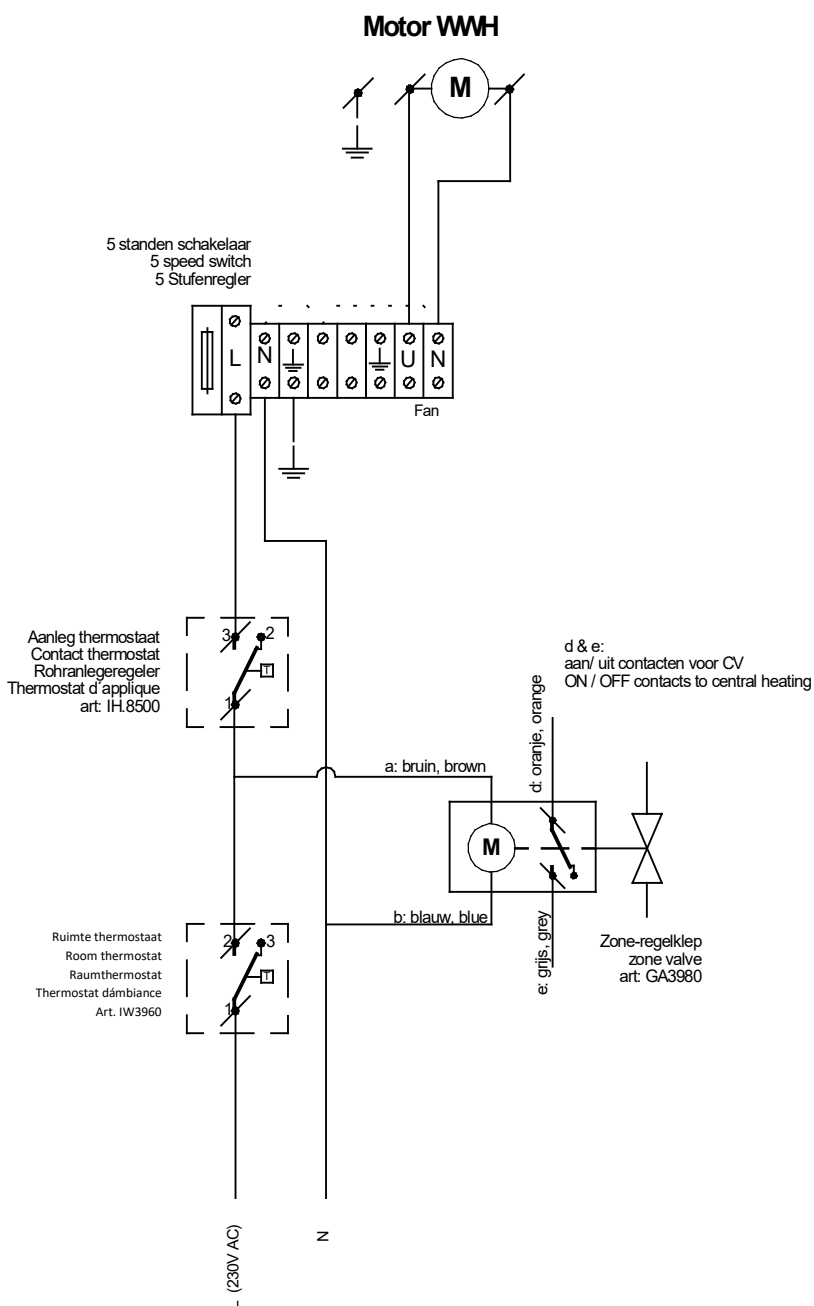 Motor WWH
M
5 standen schakelaar
5 speed switch
5 Stufenregler
L N U N
Fan
Aanleg thermostaat
Contact thermostat
Rohranlegeregeler
Thermostat d´applique
art: IH.8500
3 2
T
1
d & e:
aan/ uit contacten voor CV
ON / OFF contacts to central heating
a: bruin, brown
d: oranje, orange
M
b: blauw, blue
e: grijs, grey
Zone-regelklep
zone valve
art: GA3980
Ruimte thermostaat
Room thermostat
Raumthermostat
Thermostat dámbiance
Art. IW3960
2 3
T
1
(230V AC)
N